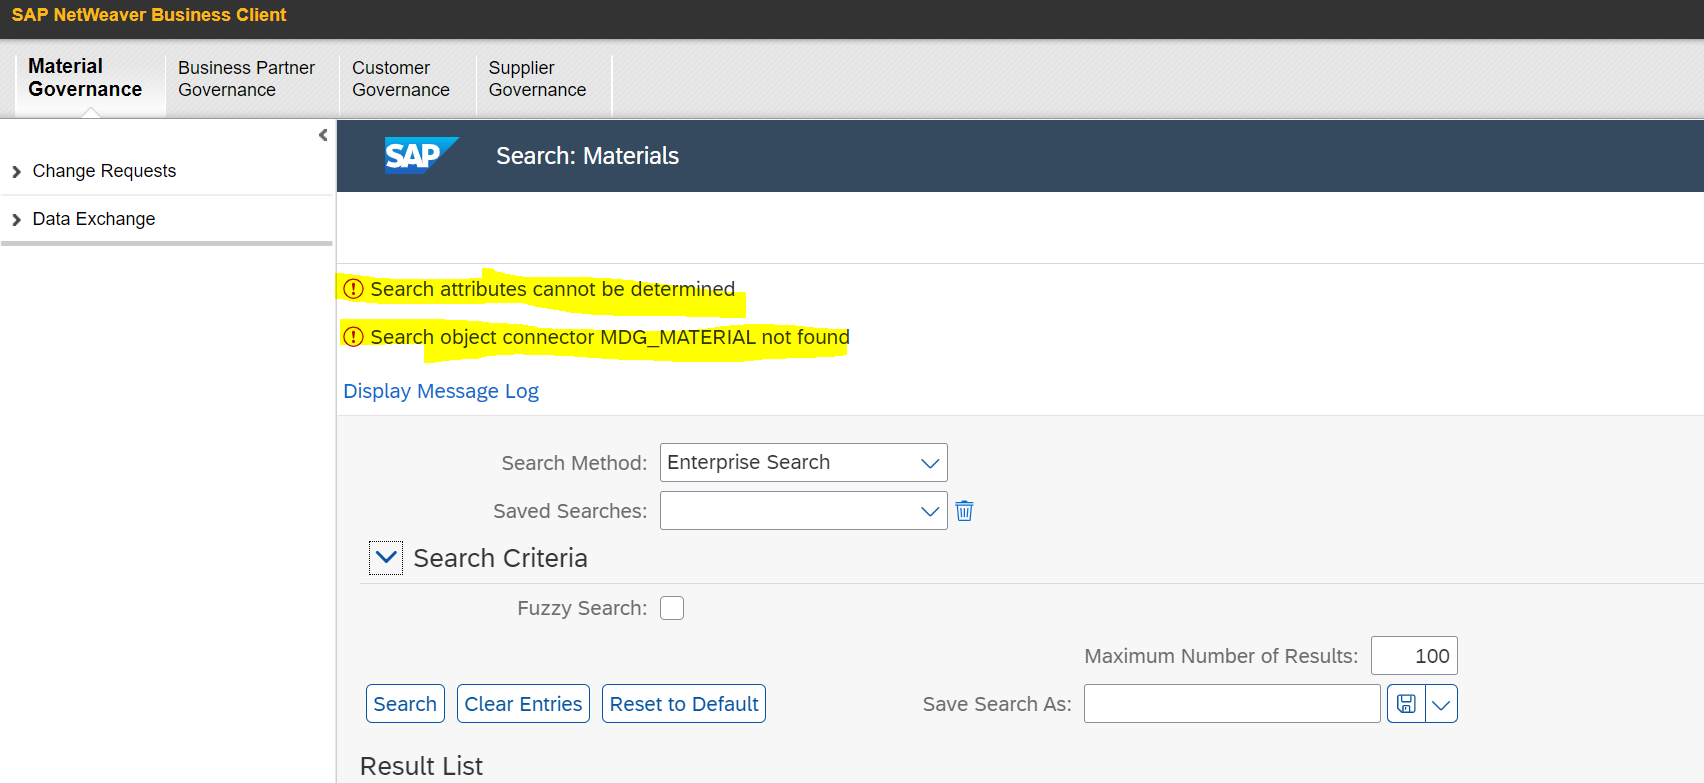 SAP NetWeaver Business Client
Material
Governance
Business Partner
Governance
Customer
Governance
Supplier
Governance
Change Requests
Data Exchange
SAP
Search: Materials
Search attributes cannot be determined
Search object connector MDG_MATERIAL not found
Display Message Log
Search Method: Enterprise Search
Saved Searches:
Search Criteria
Fuzzy Search:
Maximum Number of Results: 100
Search Clear Entries Reset to Default Save Search As:
Result List